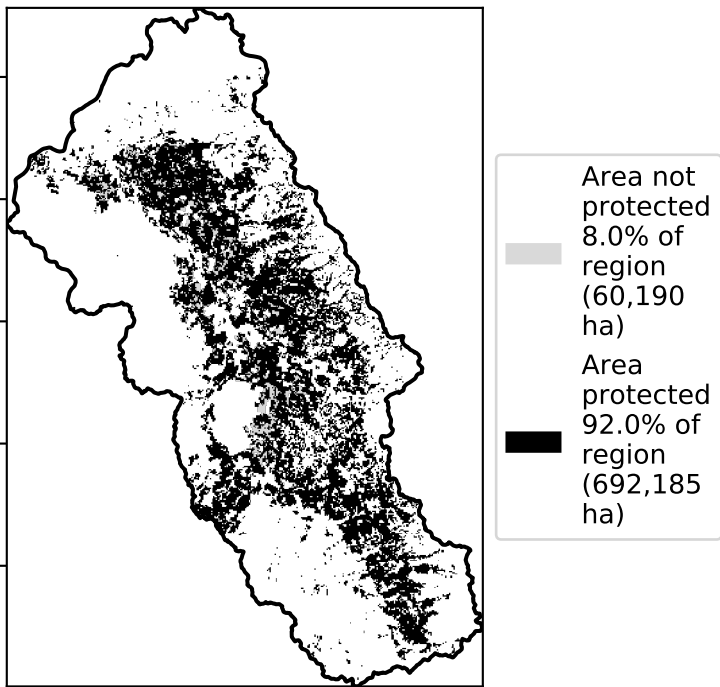 Area not
protected
8.0% of
region
(60,190
ha)
Area
protected
92.0% of
region
(692,185
ha)